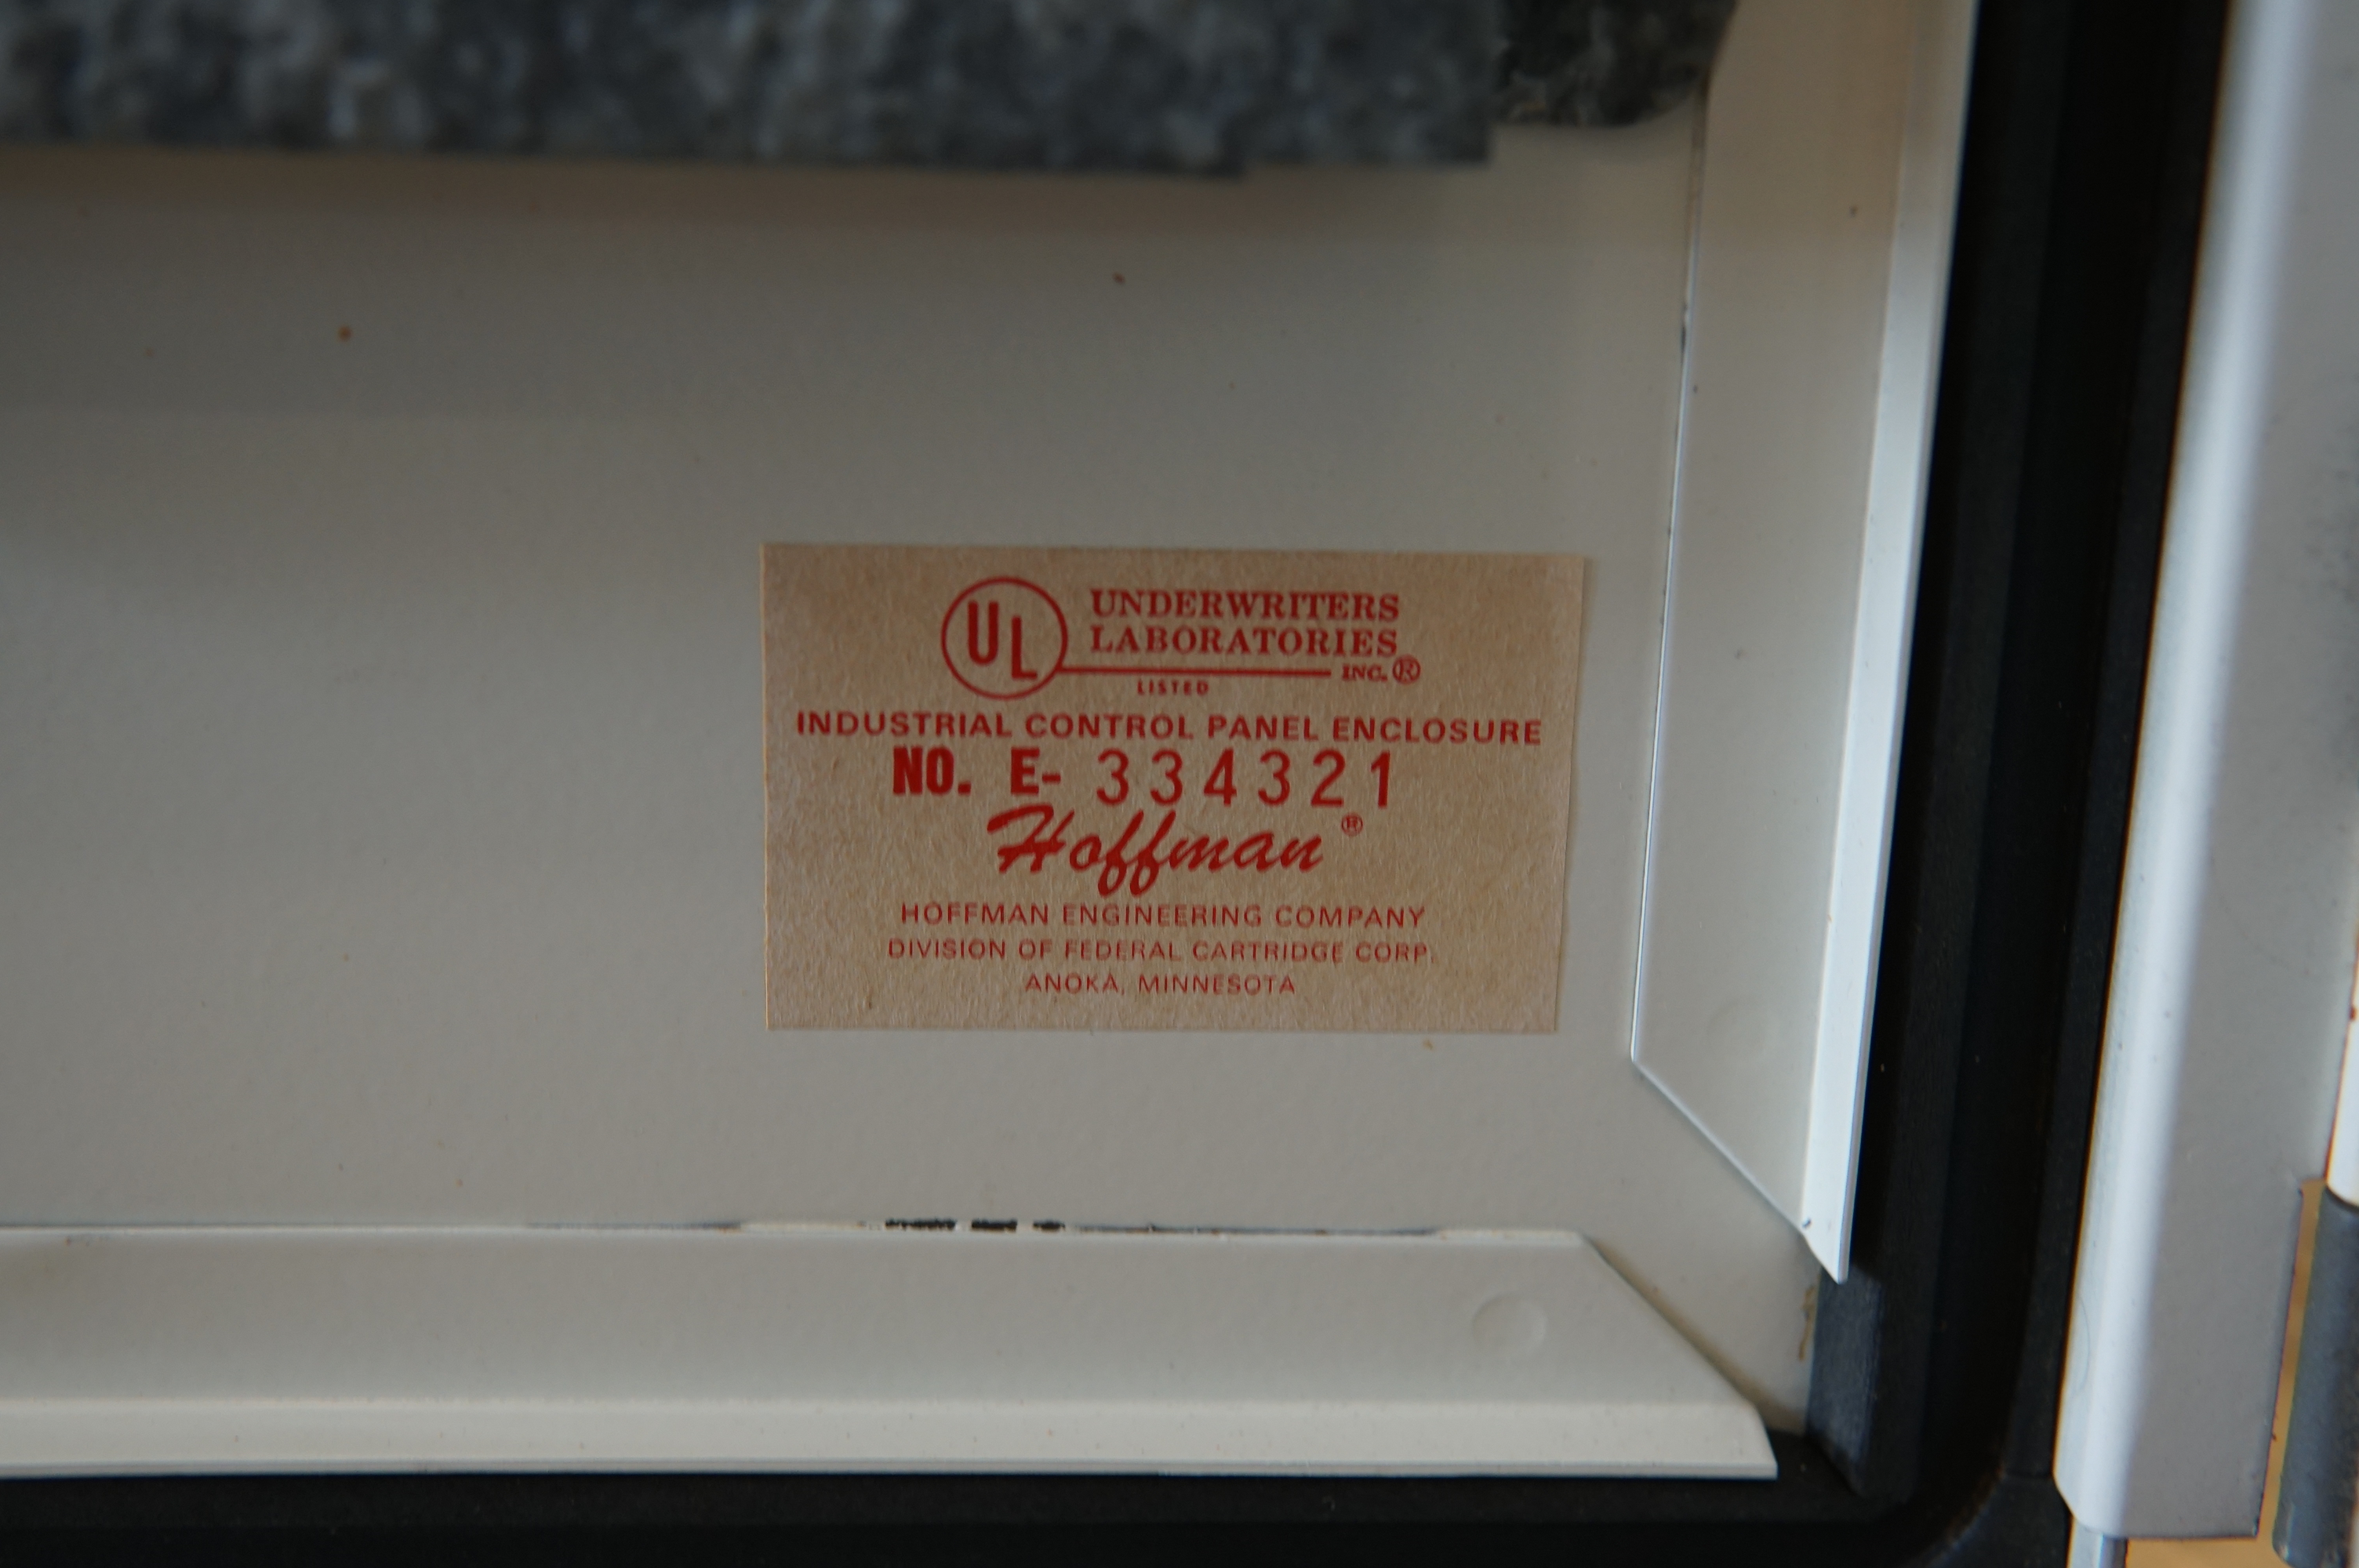 UL UNDERWRITERS
LABORATORIES
INC.®
LISTED
INDUSTRIAL CONTROL PANEL ENCLOSURE
NO. E- 334321
Hoffman®
HOFFMAN ENGINEERING COMPANY
DIVISION OF FEDERAL CARTRIDGE CORP.
ANOKA, MINNESOTA